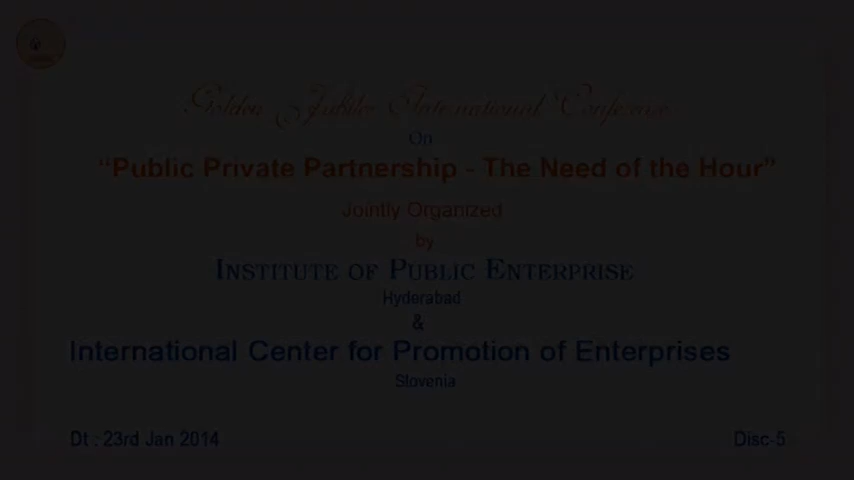 Golden Jubilee International Conference
On
“Public Private Partnership - The Need of the Hour”
Jointly Organized
by
INSTITUTE OF PUBLIC ENTERPRISE
Hyderabad
&
International Center for Promotion of Enterprises
Slovenia
Dt : 23rd Jan 2014 Disc-5